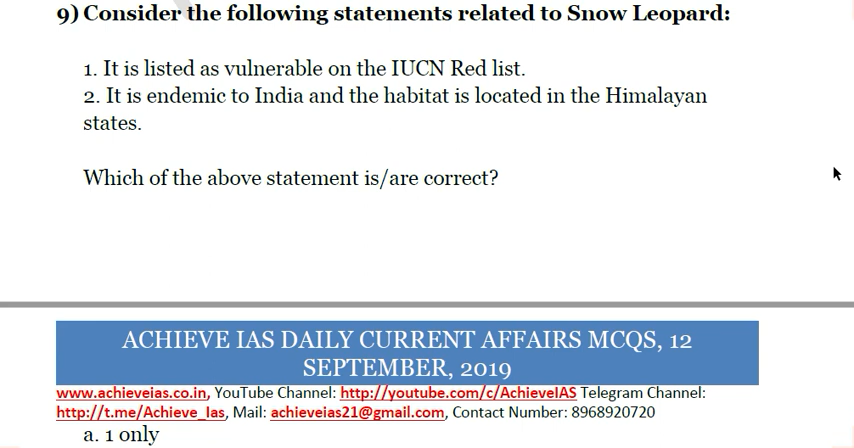 9) Consider the following statements related to Snow Leopard:
1. It is listed as vulnerable on the IUCN Red list.
2. It is endemic to India and the habitat is located in the Himalayan
states.
Which of the above statement is/are correct?
ACHIEVE IAS DAILY CURRENT AFFAIRS MCQS, 12
SEPTEMBER, 2019
www.achieveias.co.in, YouTube Channel: http://youtube.com/c/AchieveIAS Telegram Channel:
http://t.me/Achieve_Ias, Mail: achieveias21@gmail.com, Contact Number: 8968920720
a. 1 only